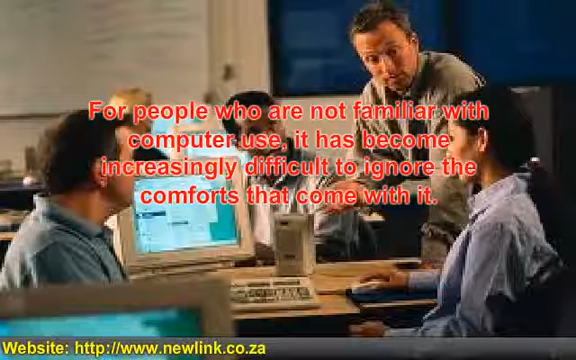 For people who are not familiar with
computer use, it has become
increasingly difficult to ignore the
comforts that come with it.
Website: http://www.newlink.co.za